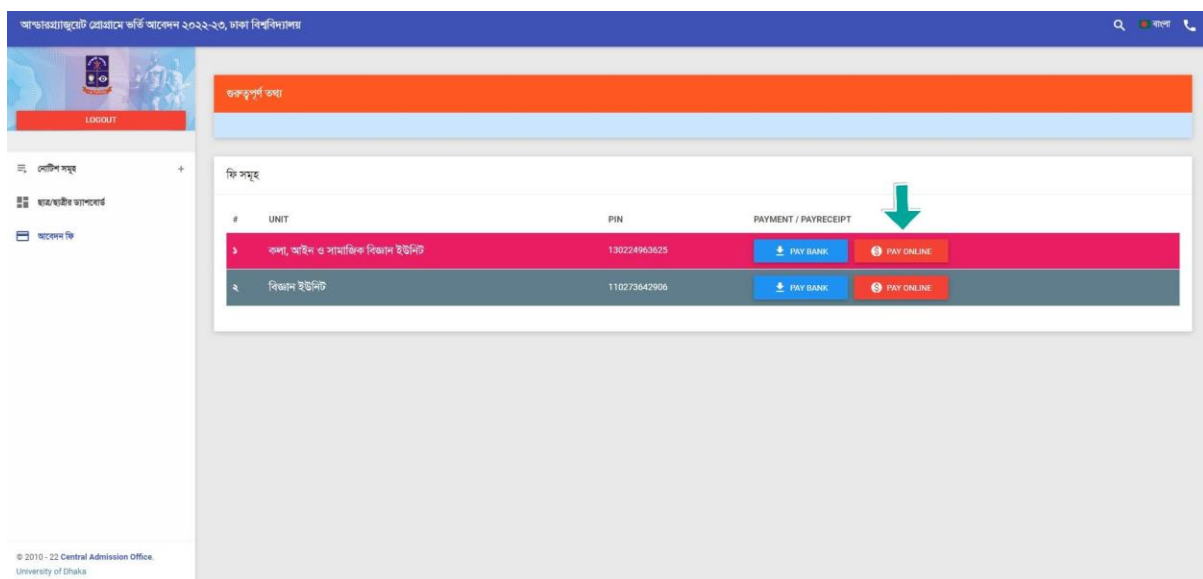 আন্ডারগ্র্যাজুয়েট প্রোগ্রামে ভর্তি আবেদন ২০২২-২৩, ঢাকা বিশ্ববিদ্যালয়
বাংলা
LOGOUT
গুরুত্বপূর্ণ তথ্য
নোটিশ সমূহ +
ছাত্র/ছাত্রীর ড্যাশবোর্ড
আবেদন ফি
ফি সমূহ
# UNIT PIN PAYMENT / PAYRECEIPT
১ কলা, আইন ও সামাজিক বিজ্ঞান ইউনিট 130224963625 PAY BANK PAY ONLINE
২ বিজ্ঞান ইউনিট 110273642906 PAY BANK PAY ONLINE
© 2010 - 22 Central Admission Office.
University of Dhaka